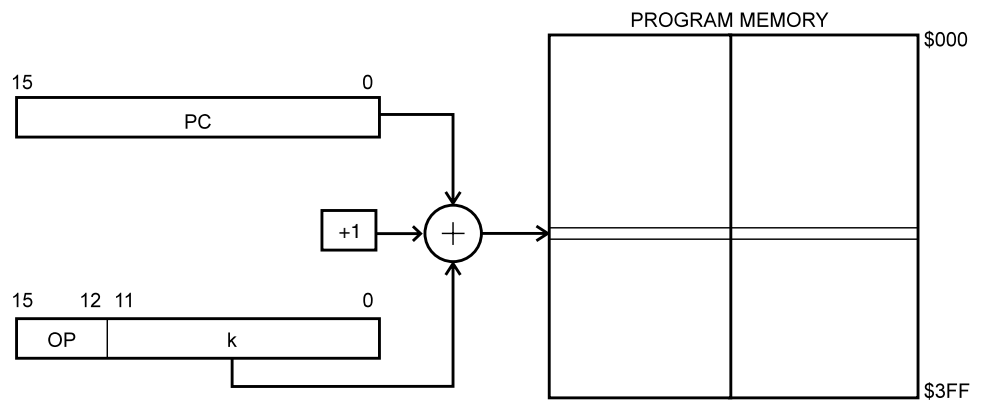 PROGRAM MEMORY
$000
15 0
PC
+1
15 12 11 0
OP k
$3FF